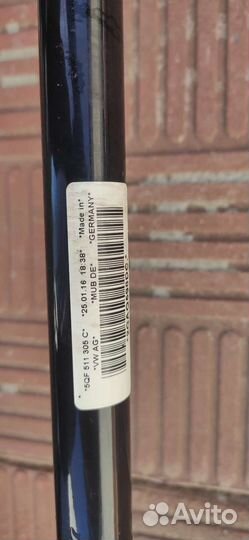 *Made in*
*GERMANY*
*25.01.16 18:38*
*MUB DE*
*5QF 511 305 C*
*VW AG*
Avito